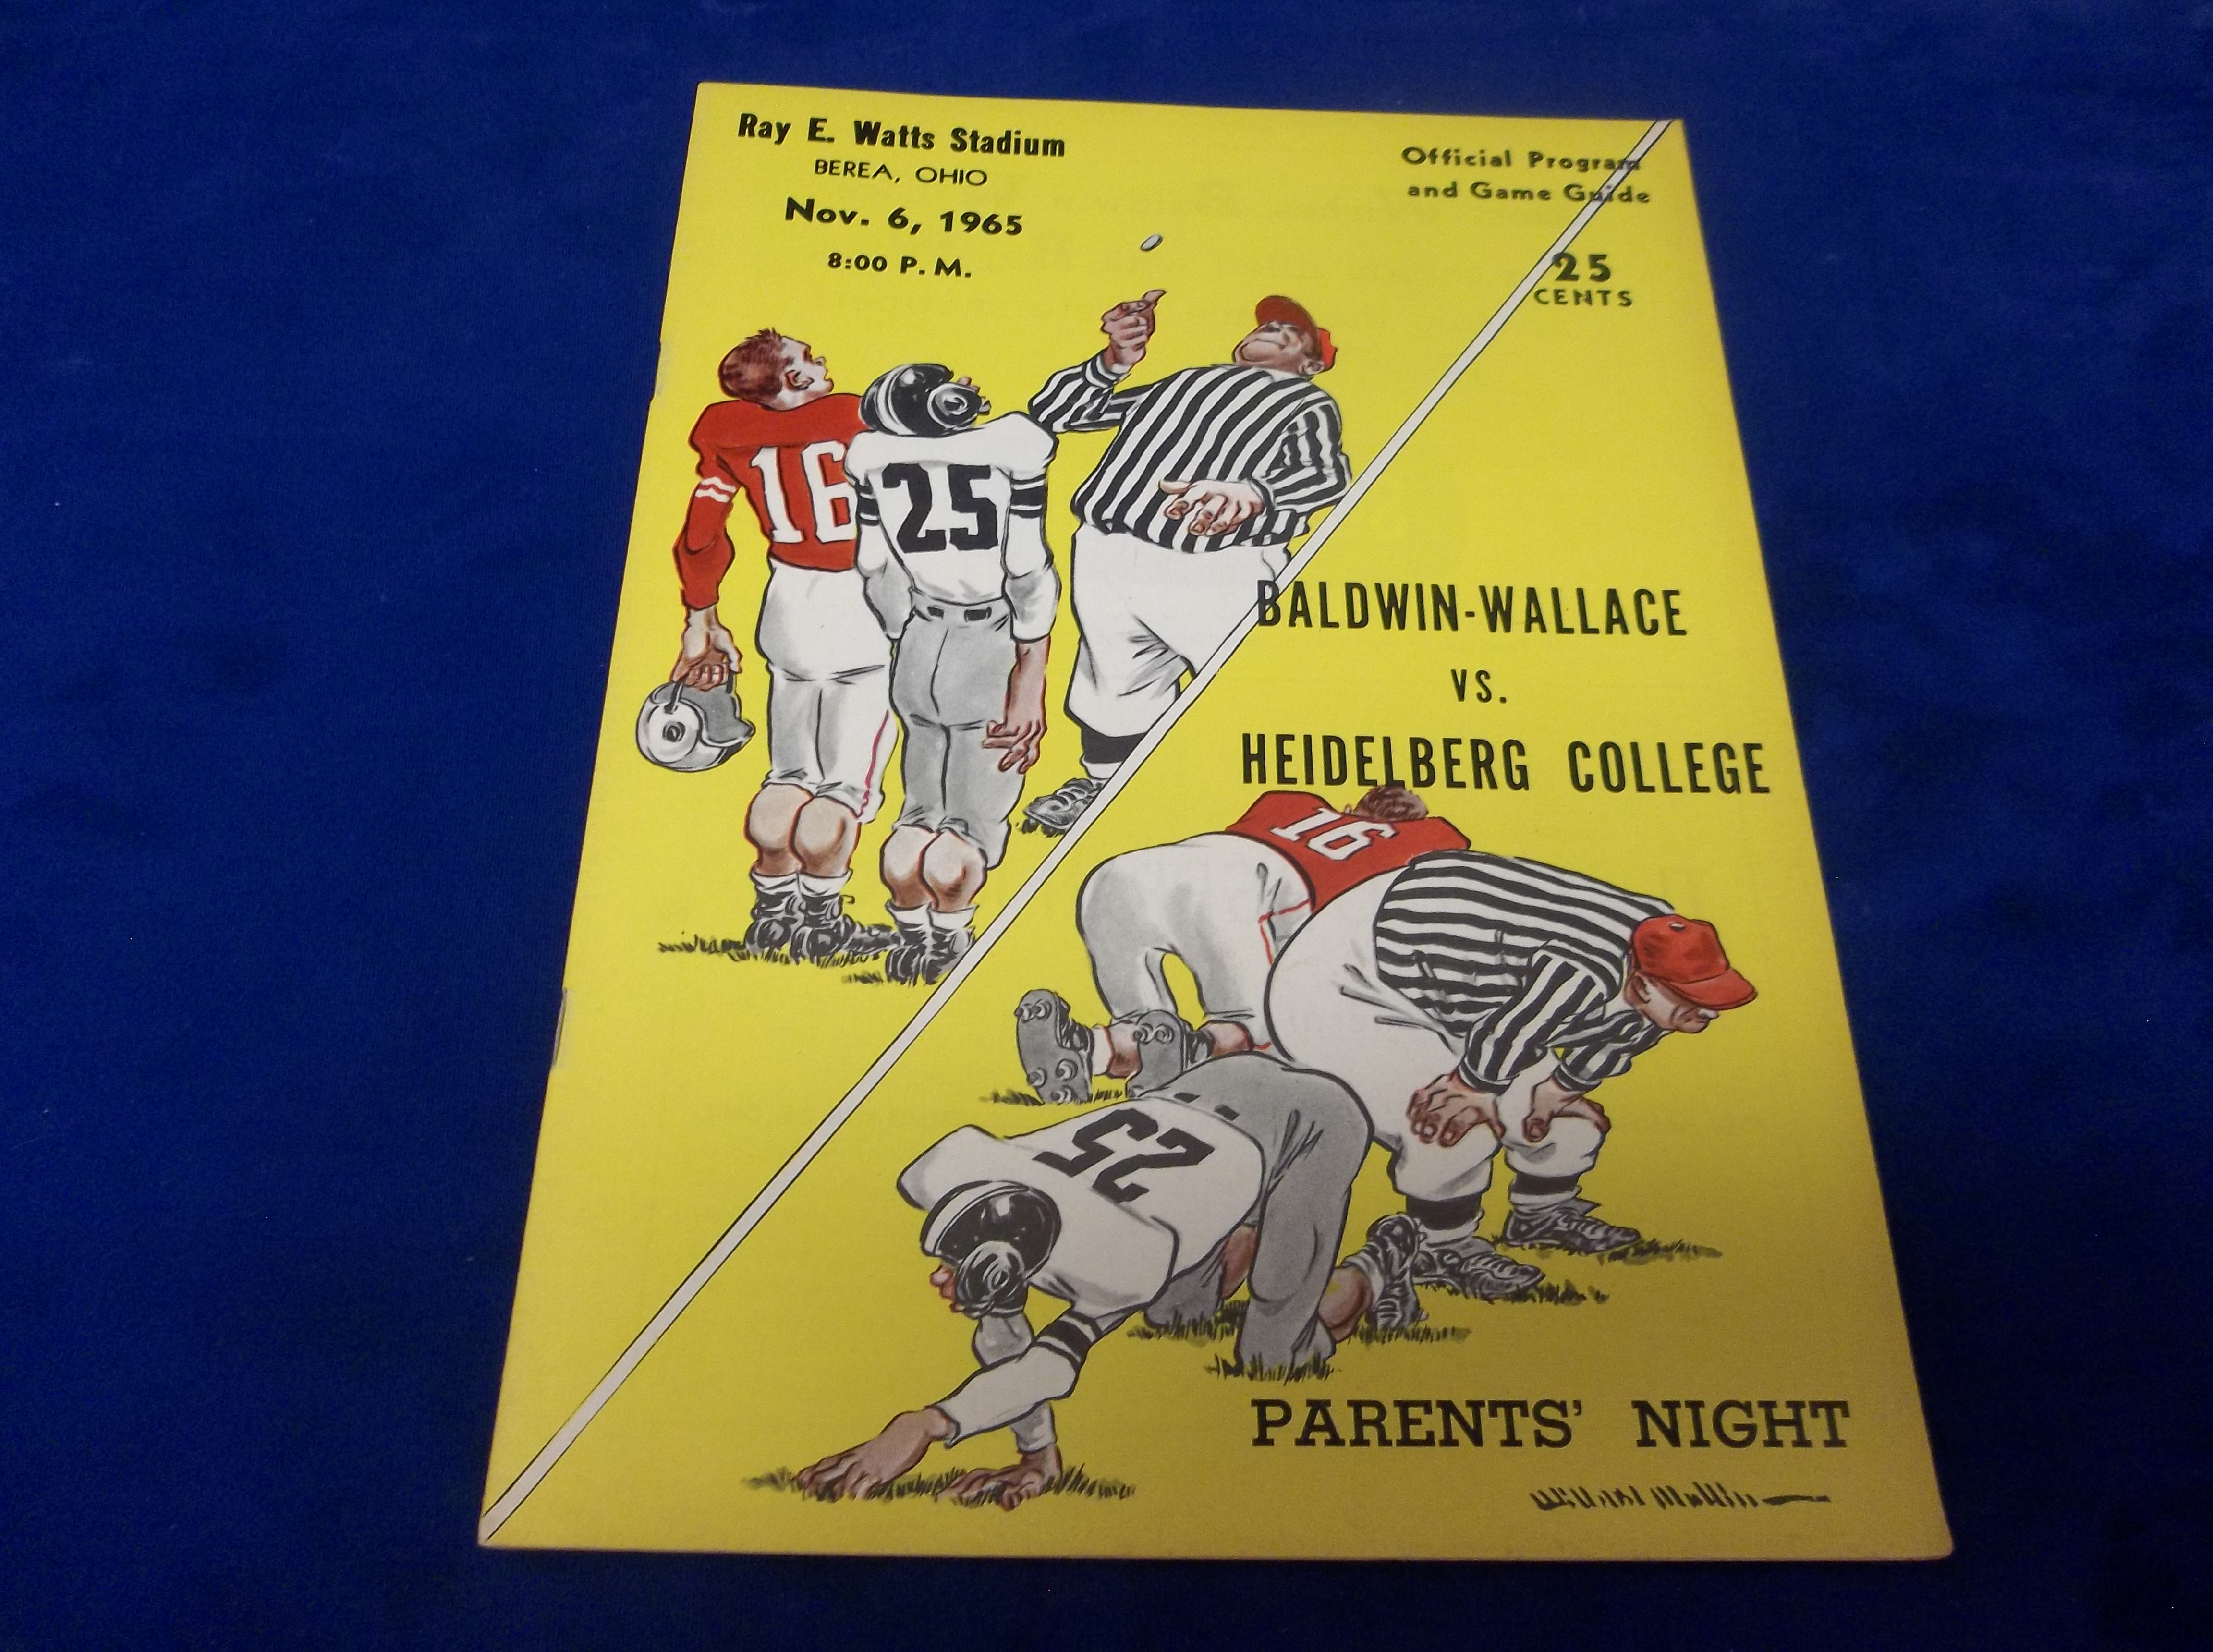 Ray E. Watts Stadium
BEREA, OHIO
Nov. 6, 1965
8:00 P. M.
Official Program
and Game Guide
25
CENTS
16
25
BALDWIN-WALLACE
VS.
HEIDELBERG COLLEGE
16
25
PARENTS' NIGHT